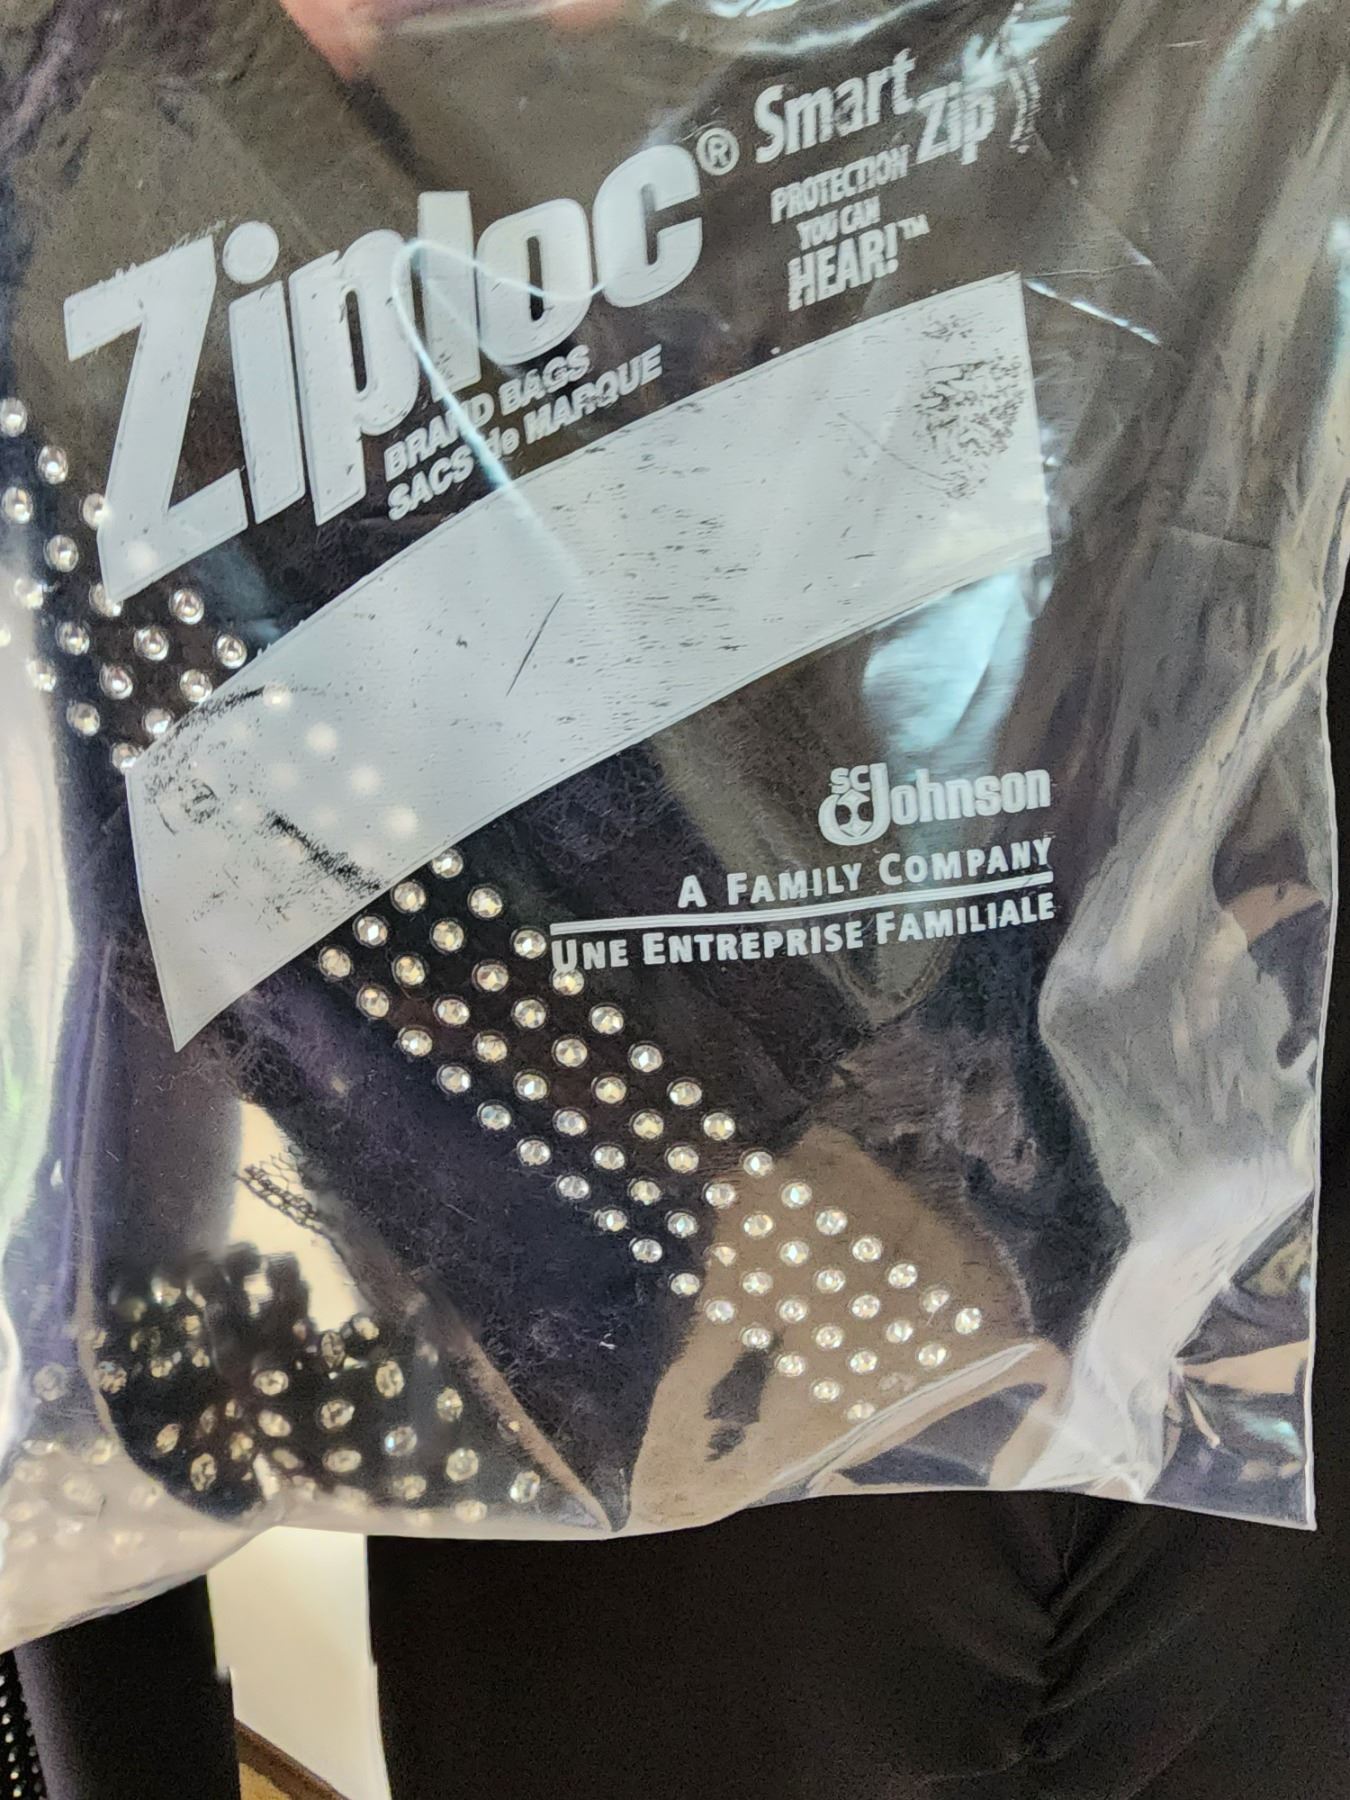 Ziploc® Smart Zip
PROTECTION
YOU CAN
HEAR!™
BRAND BAGS
SACS de MARQUE
SC Johnson
A FAMILY COMPANY
UNE ENTREPRISE FAMILIALE